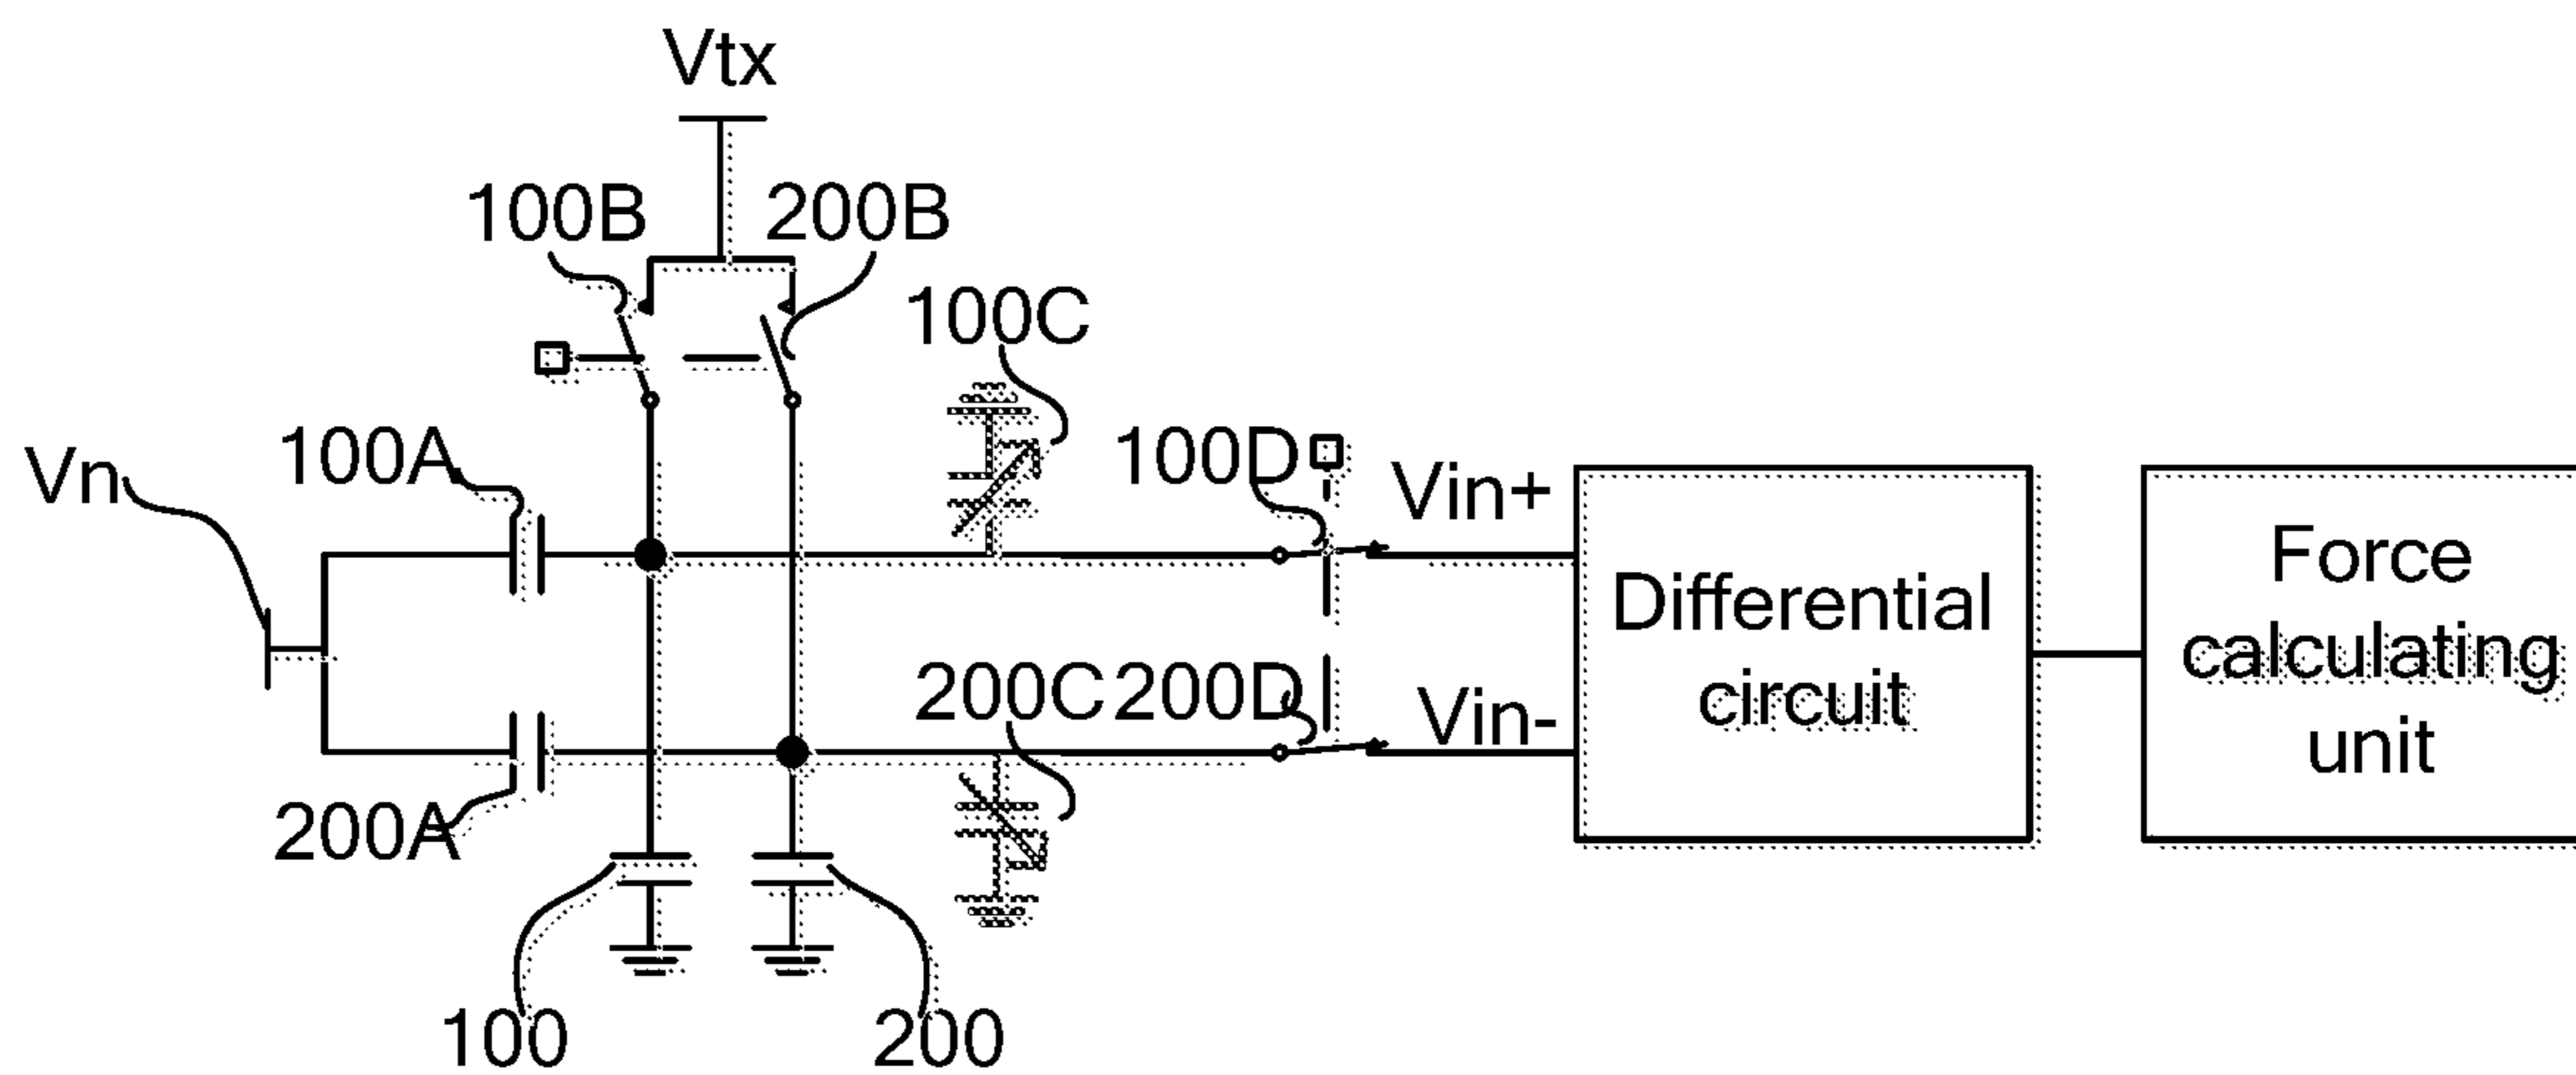 Vtx
100B 200B
100C
Vn 100A 100D Vin+
Differential
circuit
Force
calculating
unit
200C 200D Vin-
200A
100 200